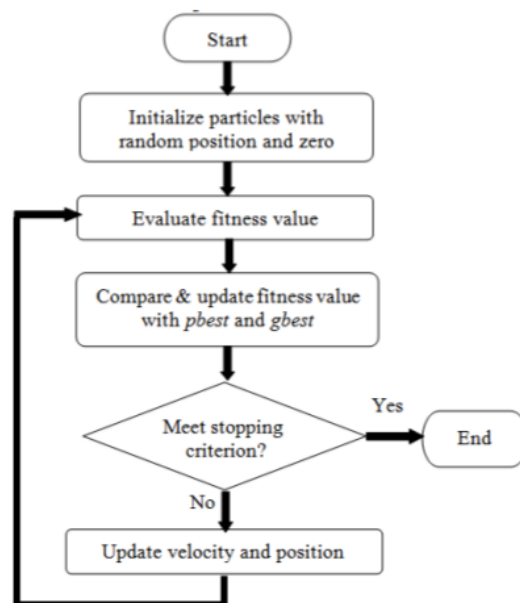 Start
Initialize particles with
random position and zero
Evaluate fitness value
Compare & update fitness value
with pbest and gbest
Meet stopping
criterion?
Yes
End
No
Update velocity and position